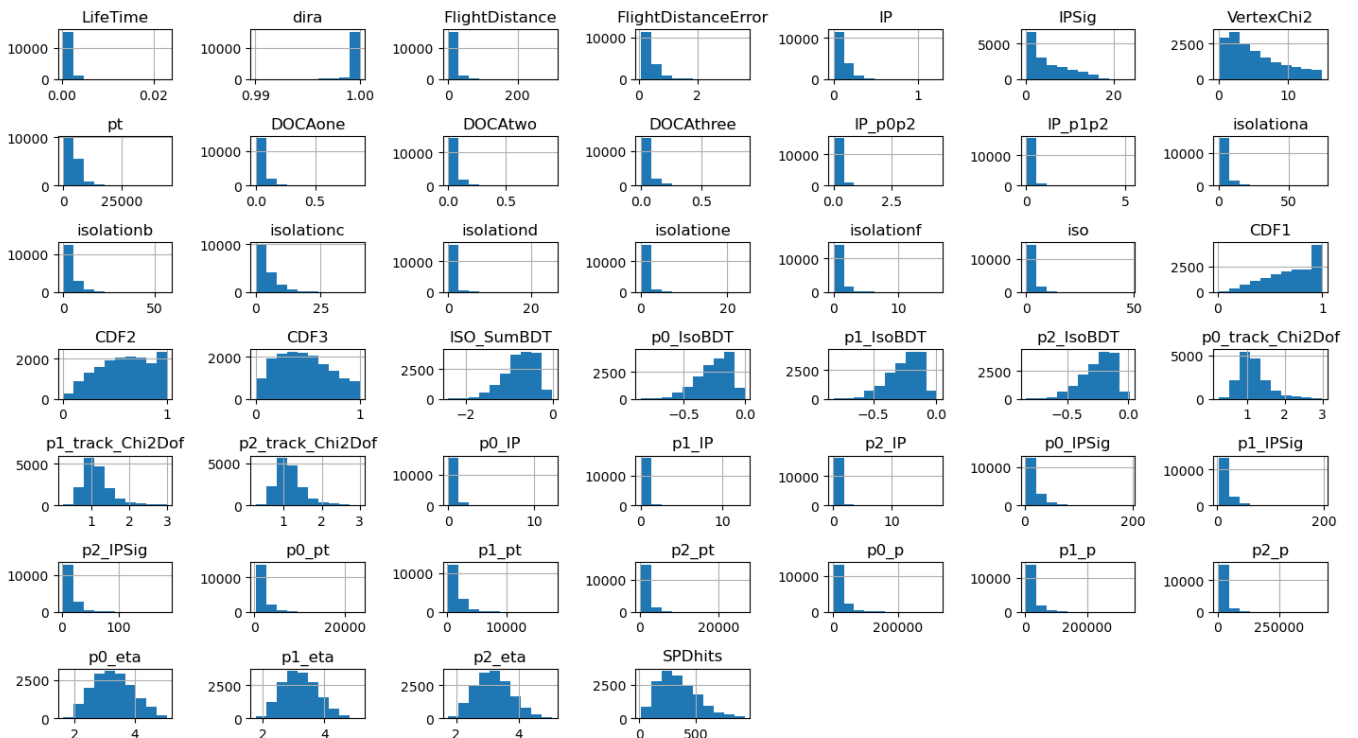 LifeTime dira FlightDistance FlightDistanceError IP IPSig VertexChi2
10000 10000 10000 10000 10000 5000 2500
0 0 0 0 0 0 0
0.00 0.02 0.99 1.00 0 200 0 2 0 1 0 20 0 10
pt DOCAone DOCAtwo DOCAthree IP_p0p2 IP_p1p2 isolationa
10000 10000 10000 10000 10000 10000 10000
0 0 0 0 0 0 0
0 25000 0.0 0.5 0.0 0.5 0.0 0.5 0.0 2.5 0 5 0 50
isolationb isolationc isolationd isolatione isolationf iso CDF1
10000 10000 10000 10000 10000 10000 2500
0 0 0 0 0 0 0
0 50 0 25 0 20 0 20 0 10 0 50 0 1
CDF2 CDF3 ISO_SumBDT p0_IsoBDT p1_IsoBDT p2_IsoBDT p0_track_Chi2Dof
2000 2000 2500 2500 2500 2500 5000
0 0 0 0 0 0 0
0 1 0 1 −2 0 −0.5 0.0 −0.5 0.0 −0.5 0.0 1 2 3
p1_track_Chi2Dof p2_track_Chi2Dof p0_IP p1_IP p2_IP p0_IPSig p1_IPSig
5000 5000 10000 10000 10000 10000 10000
0 0 0 0 0 0 0
1 2 3 1 2 3 0 10 0 10 0 10 0 200 0 200
p2_IPSig p0_pt p1_pt p2_pt p0_p p1_p p2_p
10000 10000 10000 10000 10000 10000 10000
0 0 0 0 0 0 0
0 100 0 20000 0 10000 0 20000 0 200000 0 200000 0 250000
p0_eta p1_eta p2_eta SPDhits
2500 2500 2500 2500
0 0 0 0
2 4 2 4 2 4 0 500